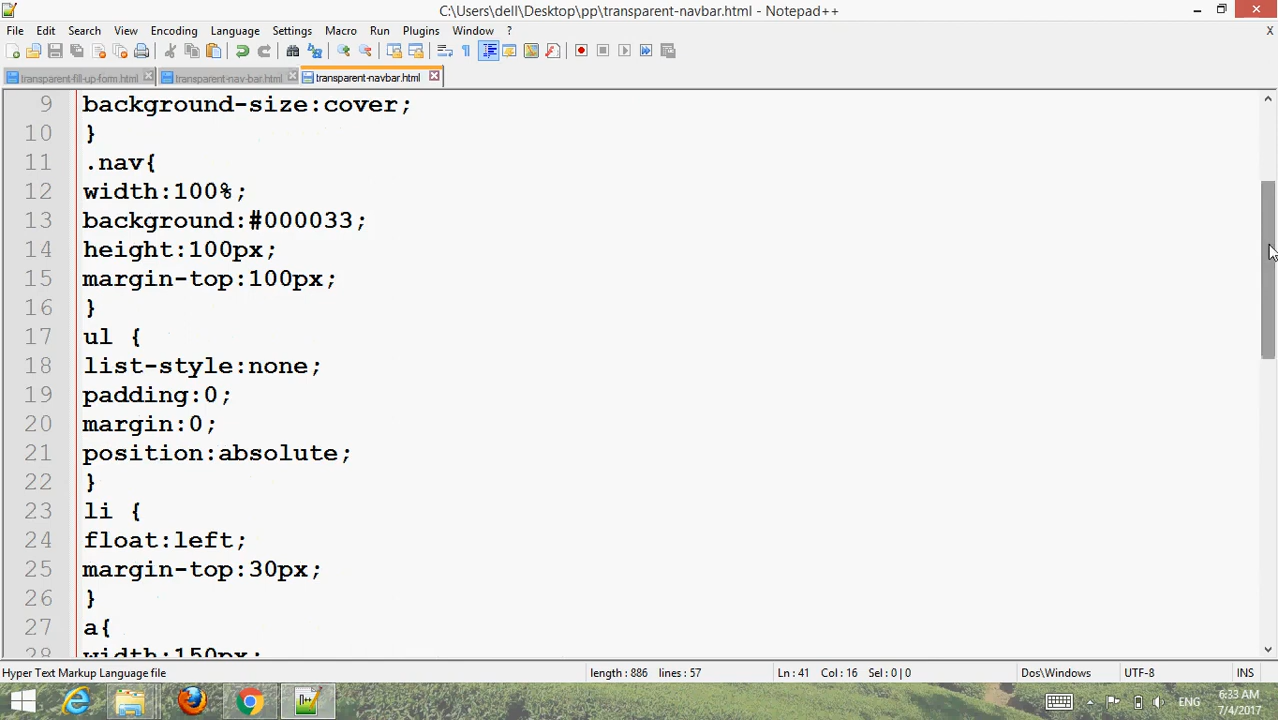 C:\Users\dell\Desktop\pp\transparent-navbar.html - Notepad++
File Edit Search View Encoding Language Settings Macro Run Plugins Window ? X
transparent-fill-up-form.html transparent-nav-bar.html transparent-navbar.html
9 background-size:cover;
10 }
11 .nav{
12 width:100%;
13 background:#000033;
14 height:100px;
15 margin-top:100px;
16 }
17 ul {
18 list-style:none;
19 padding:0;
20 margin:0;
21 position:absolute;
22 }
23 li {
24 float:left;
25 margin-top:30px;
26 }
27 a{
28 width:150px;
Hyper Text Markup Language file length : 886 lines : 57 Ln : 41 Col : 16 Sel : 0 | 0 Dos\Windows UTF-8 INS
ENG 6:33 AM
7/4/2017